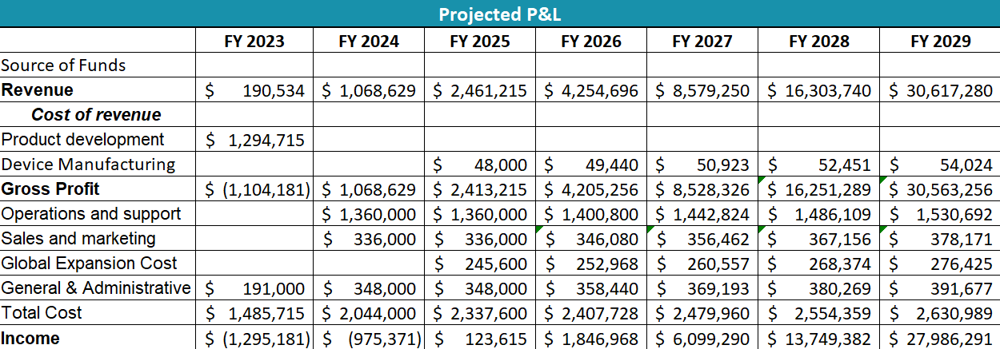 Projected P&L
FY 2023 FY 2024 FY 2025 FY 2026 FY 2027 FY 2028 FY 2029
Source of Funds
Revenue $ 190,534 $ 1,068,629 $ 2,461,215 $ 4,254,696 $ 8,579,250 $ 16,303,740 $ 30,617,280
Cost of revenue
Product development $ 1,294,715
Device Manufacturing $ 48,000 $ 49,440 $ 50,923 $ 52,451 $ 54,024
Gross Profit $ (1,104,181) $ 1,068,629 $ 2,413,215 $ 4,205,256 $ 8,528,326 $ 16,251,289 $ 30,563,256
Operations and support $ 1,360,000 $ 1,360,000 $ 1,400,800 $ 1,442,824 $ 1,486,109 $ 1,530,692
Sales and marketing $ 336,000 $ 336,000 $ 346,080 $ 356,462 $ 367,156 $ 378,171
Global Expansion Cost $ 245,600 $ 252,968 $ 260,557 $ 268,374 $ 276,425
General & Administrative $ 191,000 $ 348,000 $ 348,000 $ 358,440 $ 369,193 $ 380,269 $ 391,677
Total Cost $ 1,485,715 $ 2,044,000 $ 2,337,600 $ 2,407,728 $ 2,479,960 $ 2,554,359 $ 2,630,989
Income $ (1,295,181) $ (975,371) $ 123,615 $ 1,846,968 $ 6,099,290 $ 13,749,382 $ 27,986,291